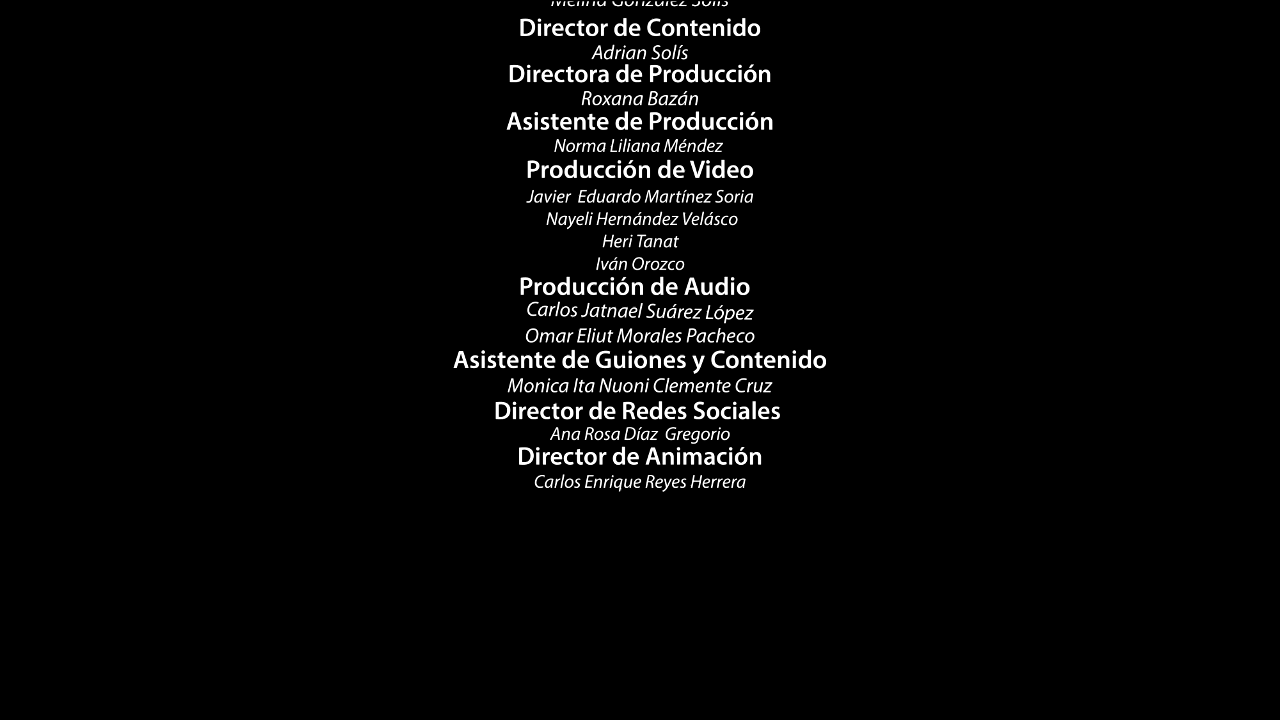 Melina González Solís
Director de Contenido
Adrian Solís
Directora de Producción
Roxana Bazán
Asistente de Producción
Norma Liliana Méndez
Producción de Video
Javier Eduardo Martínez Soria
Nayeli Hernández Velásco
Heri Tanat
Iván Orozco
Producción de Audio
Carlos Jatnael Suárez López
Omar Eliut Morales Pacheco
Asistente de Guiones y Contenido
Monica Ita Nuoni Clemente Cruz
Director de Redes Sociales
Ana Rosa Díaz Gregorio
Director de Animación
Carlos Enrique Reyes Herrera